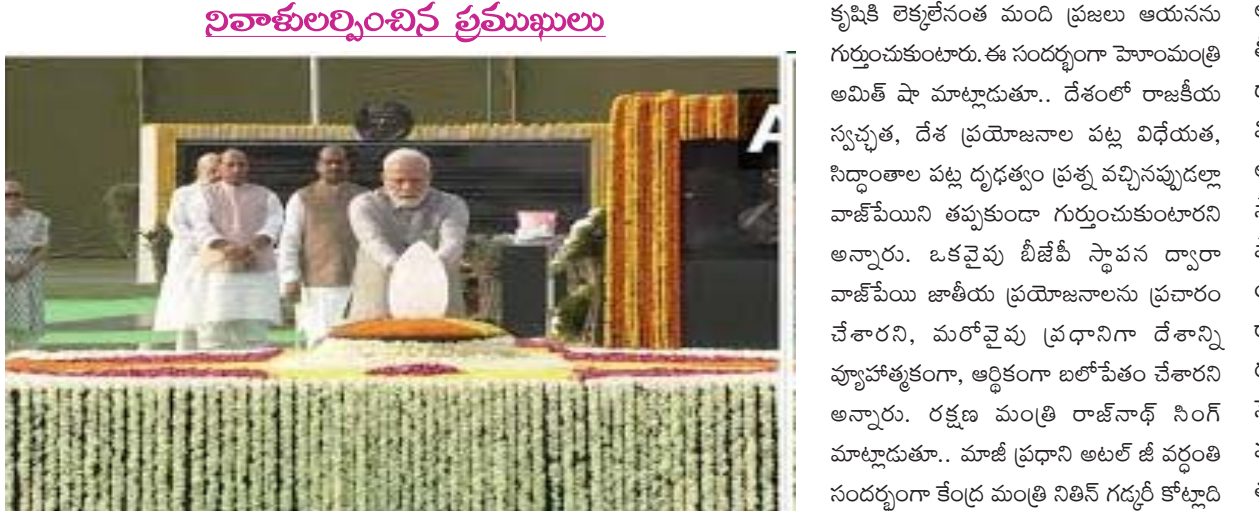 నివాళులర్పించిన ప్రముఖులు
కృషికి లెక్కలేనంత మంది ప్రజలు ఆయనను
గుర్తుంచుకుంటారు.ఈ సందర్భంగా హెూంమంత్రి
అమిత్ షా మాట్లాడుతూ.. దేశంలో రాజకీయ
స్వచ్ఛత, దేశ ప్రయోజనాల పట్ల విధేయత,
సిద్ధాంతాల పట్ల దృఢత్వం ప్రశ్న వచ్చినప్పుడల్లా
వాజ్‌పేయిని తప్పకుండా గుర్తుంచుకుంటారని
అన్నారు. ఒకవైపు బీజేపీ స్థాపన ద్వారా
వాజ్‌పేయి జాతీయ ప్రయోజనాలను ప్రచారం
చేశారని, మరోవైపు ప్రధానిగా దేశాన్ని
వ్యూహాత్మకంగా, ఆర్థికంగా బలోపేతం చేశారని
అన్నారు. రక్షణ మంత్రి రాజ్‌నాథ్ సింగ్
మాట్లాడుతూ.. మాజీ ప్రధాని అటల్ జీ వర్ధంతి
సందర్భంగా కేంద్ర మంత్రి నితిన్ గడ్కరీ కోట్లాది